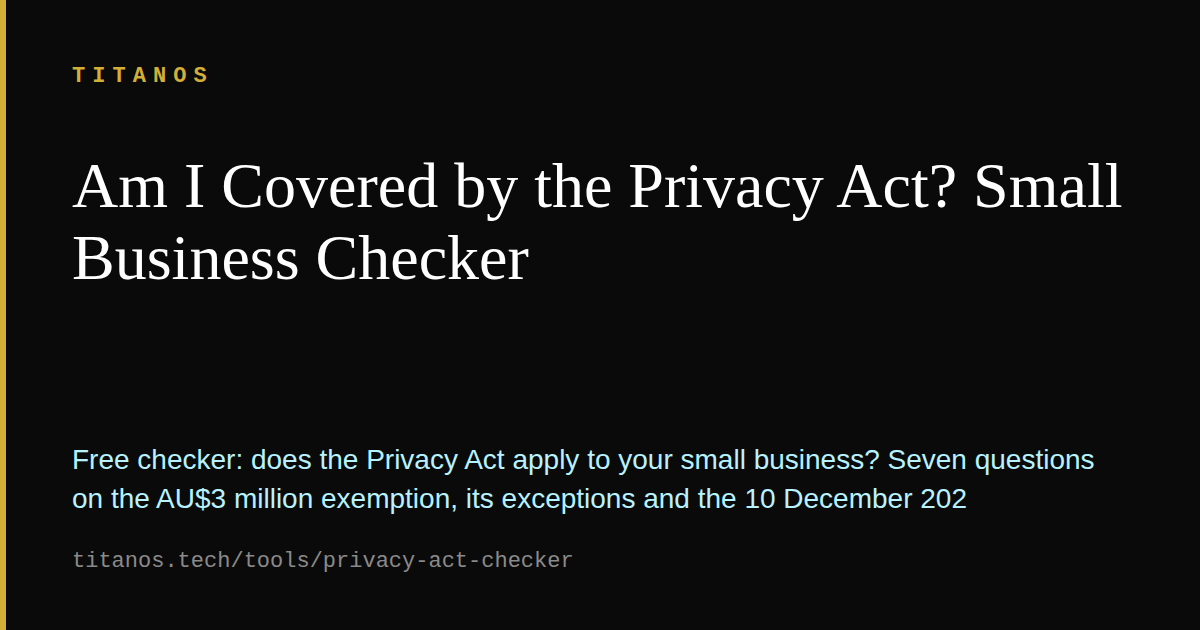 TITANOS
Am I Covered by the Privacy Act? Small
Business Checker
Free checker: does the Privacy Act apply to your small business? Seven questions
on the AU$3 million exemption, its exceptions and the 10 December 202
titanos.tech/tools/privacy-act-checker